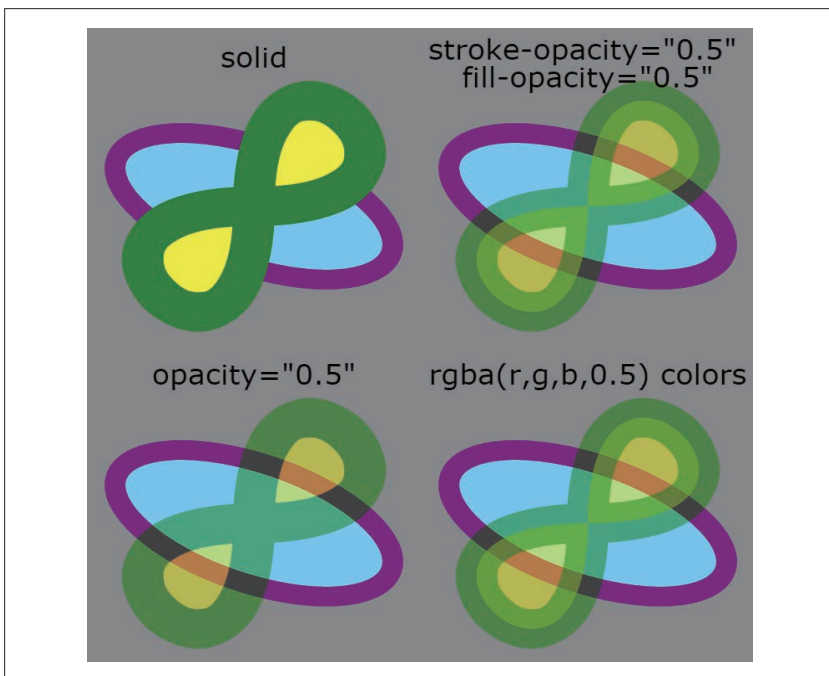 solid
stroke-opacity="0.5"
fill-opacity="0.5"
opacity="0.5"
rgba(r,g,b,0.5) colors